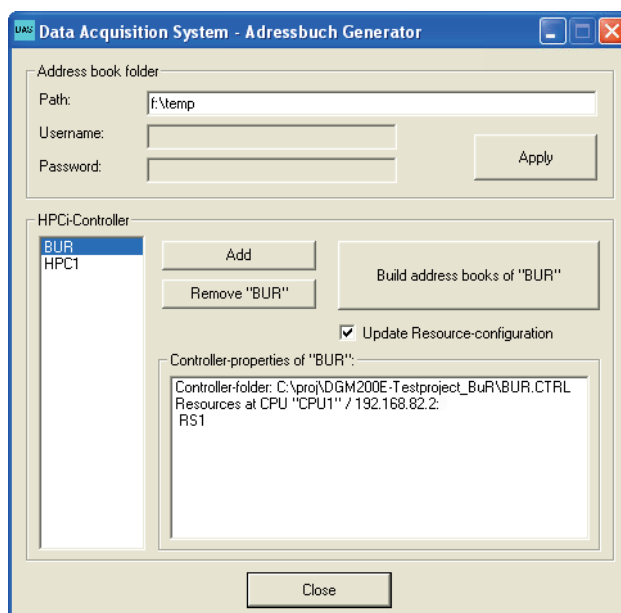 DAS Data Acquisition System - Adressbuch Generator
Address book folder
Path: f:\temp
Username:
Password:
Apply
HPCi-Controller
BUR
HPC1
Add
Remove "BUR"
Build address books of "BUR"
Update Resource-configuration
Controller-properties of "BUR":
Controller-folder: C:\proj\DGM200E-Testproject_BuR\BUR.CTRL
Resources at CPU "CPU1" / 192.168.82.2:
RS1
Close